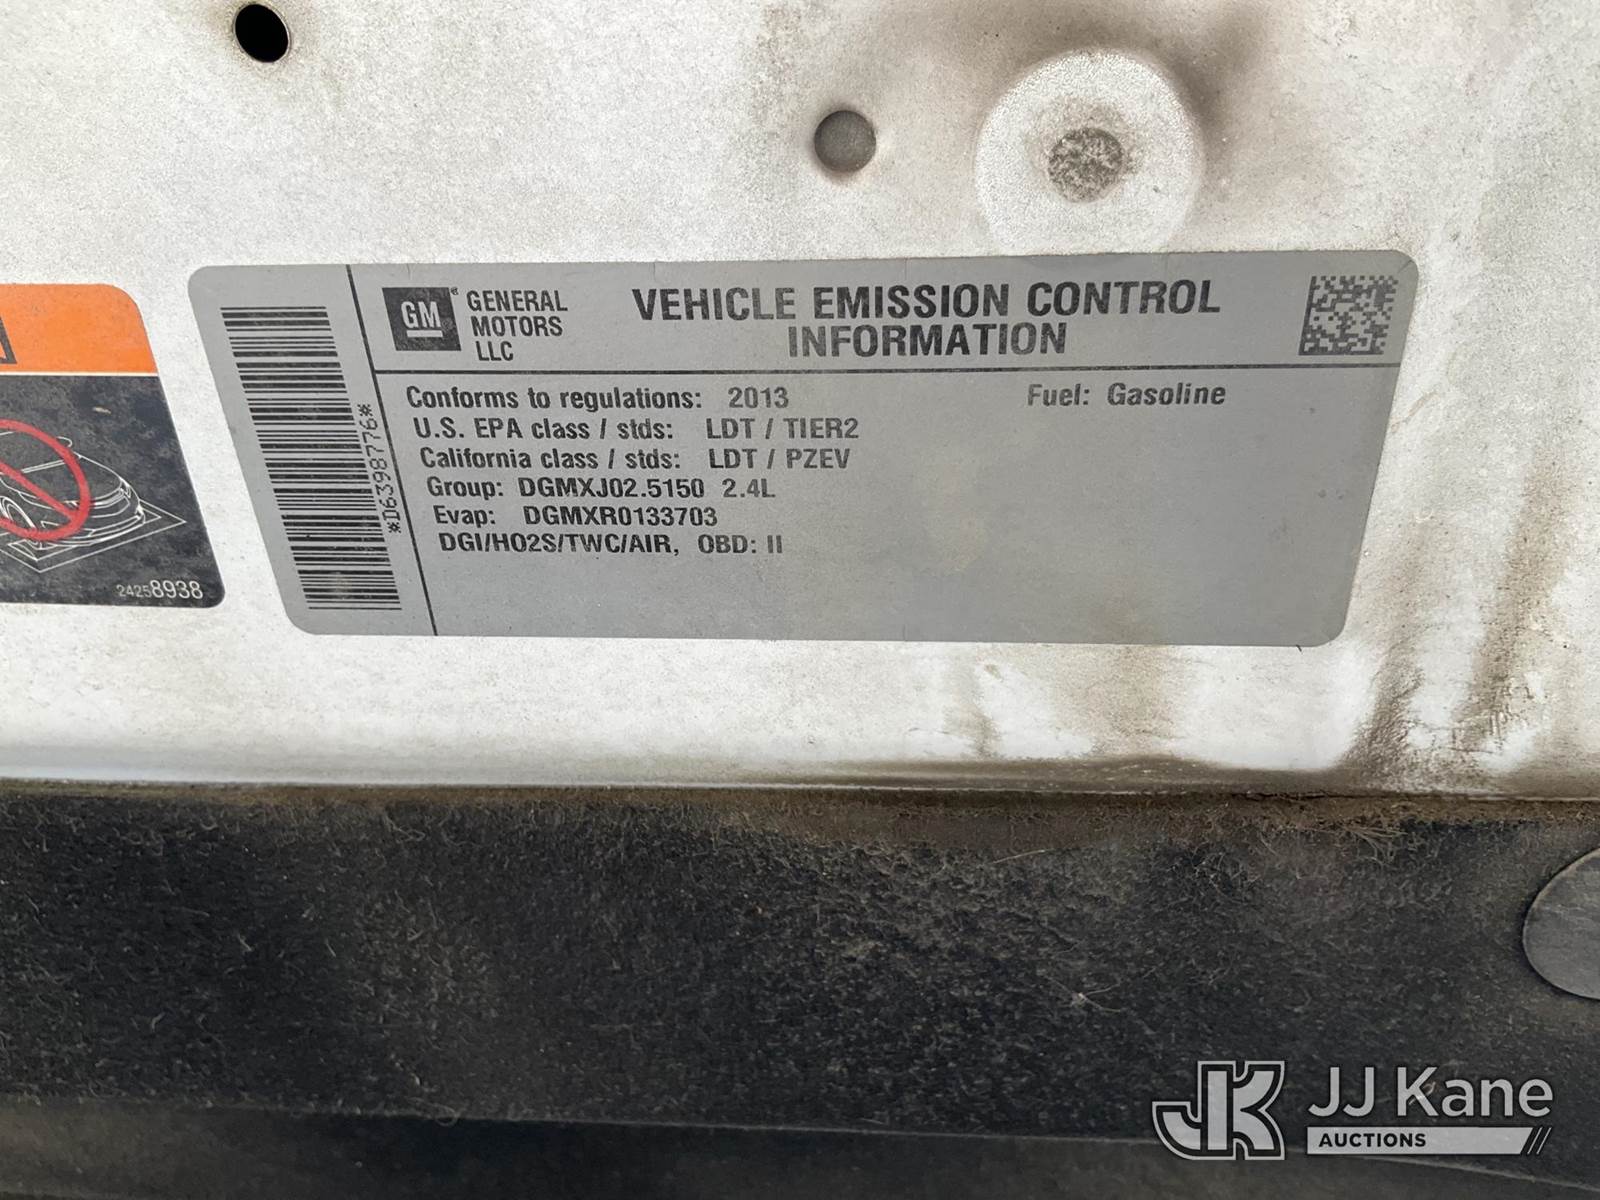 GM
GENERAL
MOTORS
LLC
VEHICLE EMISSION CONTROL
INFORMATION
Conforms to regulations: 2013 Fuel: Gasoline
U.S. EPA class / stds: LDT / TIER2
California class / stds: LDT / PZEV
Group: DGMXJ02.5150 2.4L
Evap: DGMXR0133703
DGI/HO2S/TWC/AIR, OBD: II
*D6398776*
24258938
JJ Kane
AUCTIONS